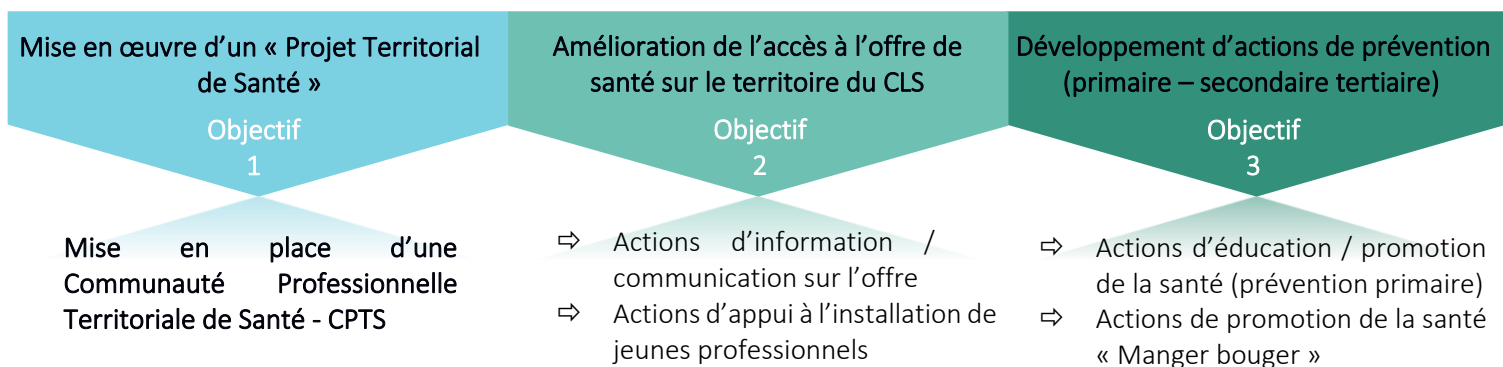 Mise en œuvre d’un « Projet Territorial
de Santé »
Objectif
1
Mise en place d’une
Communauté Professionnelle
Territoriale de Santé - CPTS
Amélioration de l’accès à l’offre de
santé sur le territoire du CLS
Objectif
2
⇨ Actions d’information /
communication sur l’offre
⇨ Actions d’appui à l’installation de
jeunes professionnels
Développement d’actions de prévention
(primaire – secondaire tertiaire)
Objectif
3
⇨ Actions d’éducation / promotion
de la santé (prévention primaire)
⇨ Actions de promotion de la santé
« Manger bouger »